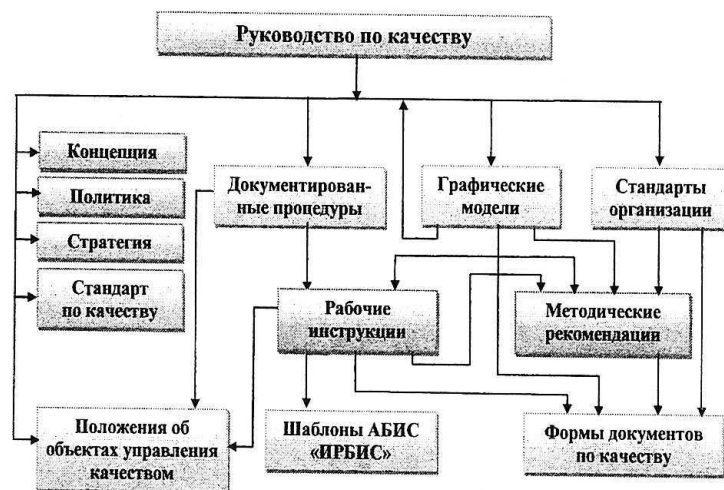 Руководство по качеству
Концепция
Политика
Стратегия
Стандарт
по качеству
Документирован-
ные процедуры
Графические
модели
Стандарты
организации
Рабочие
инструкции
Методические
рекомендации
Положения об
объектах управления
качеством
Шаблоны АБИС
«ИРБИС»
Формы документов
по качеству